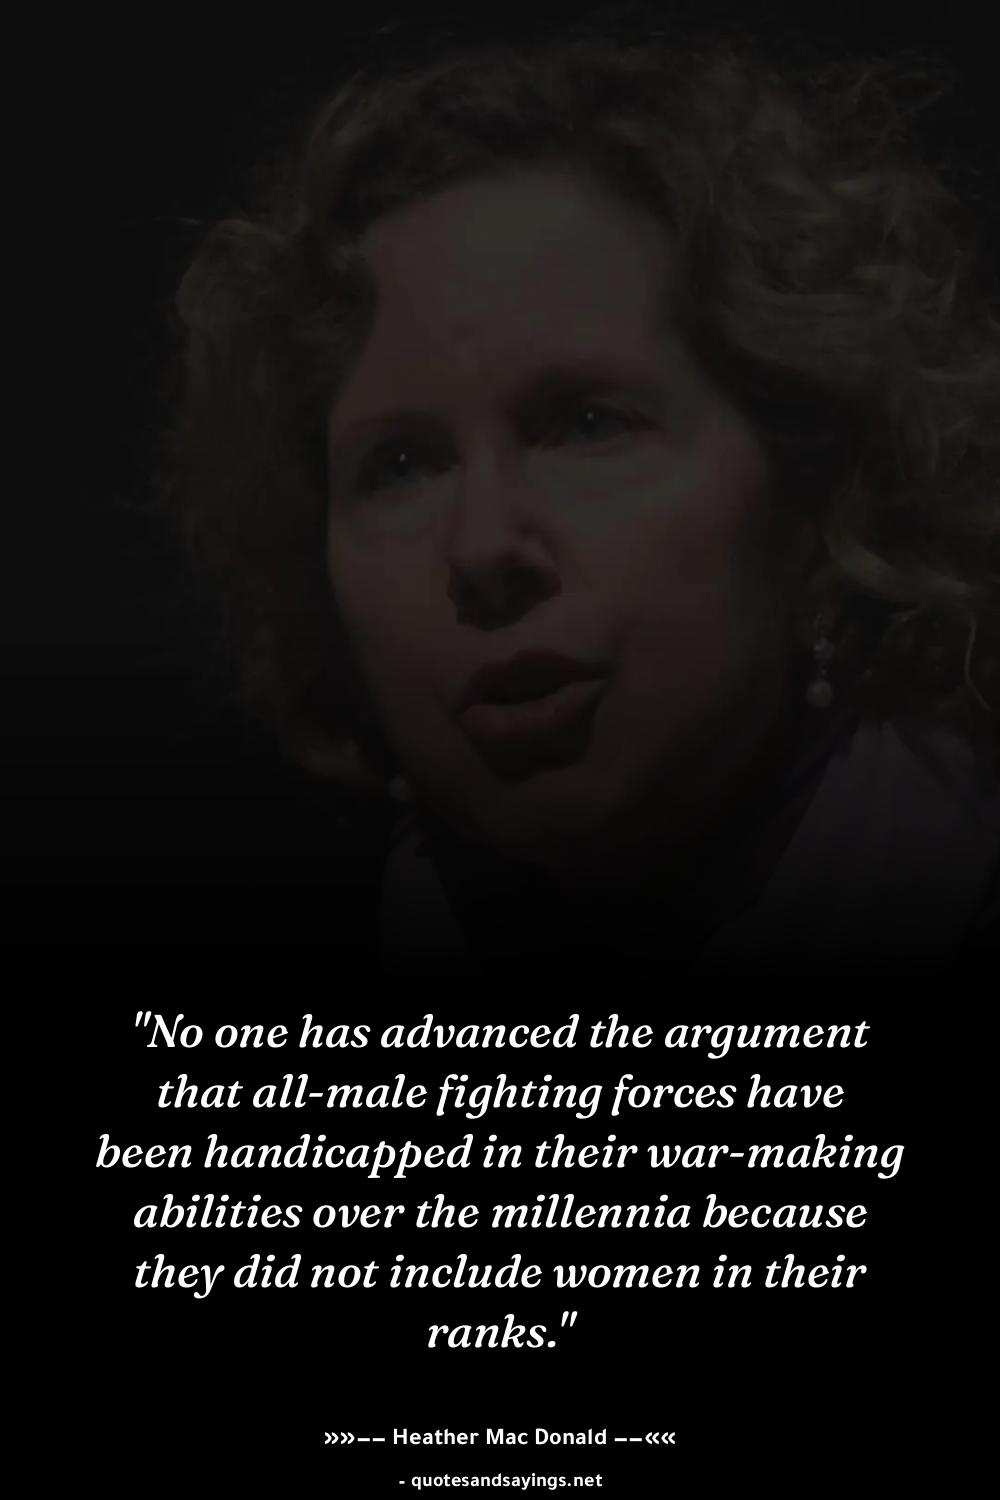 "No one has advanced the argument
that all-male fighting forces have
been handicapped in their war-making
abilities over the millennia because
they did not include women in their
ranks."
»»−− Heather Mac Donald −−««
- quotesandsayings.net